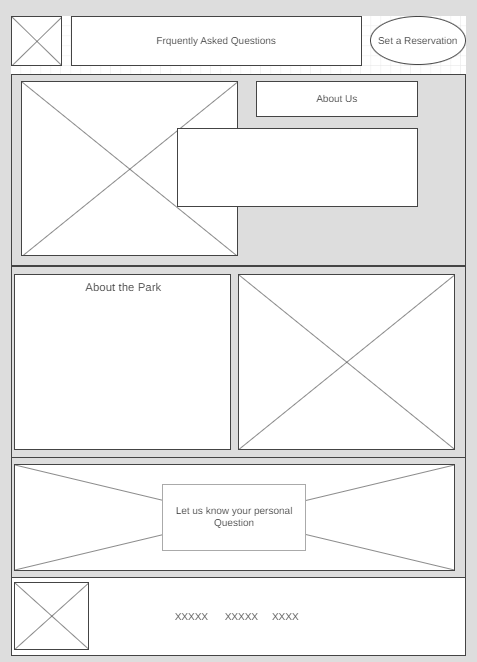 Frquently Asked Questions
Set a Reservation
About Us
About the Park
Let us know your personal
Question
XXXXX XXXXX XXXX